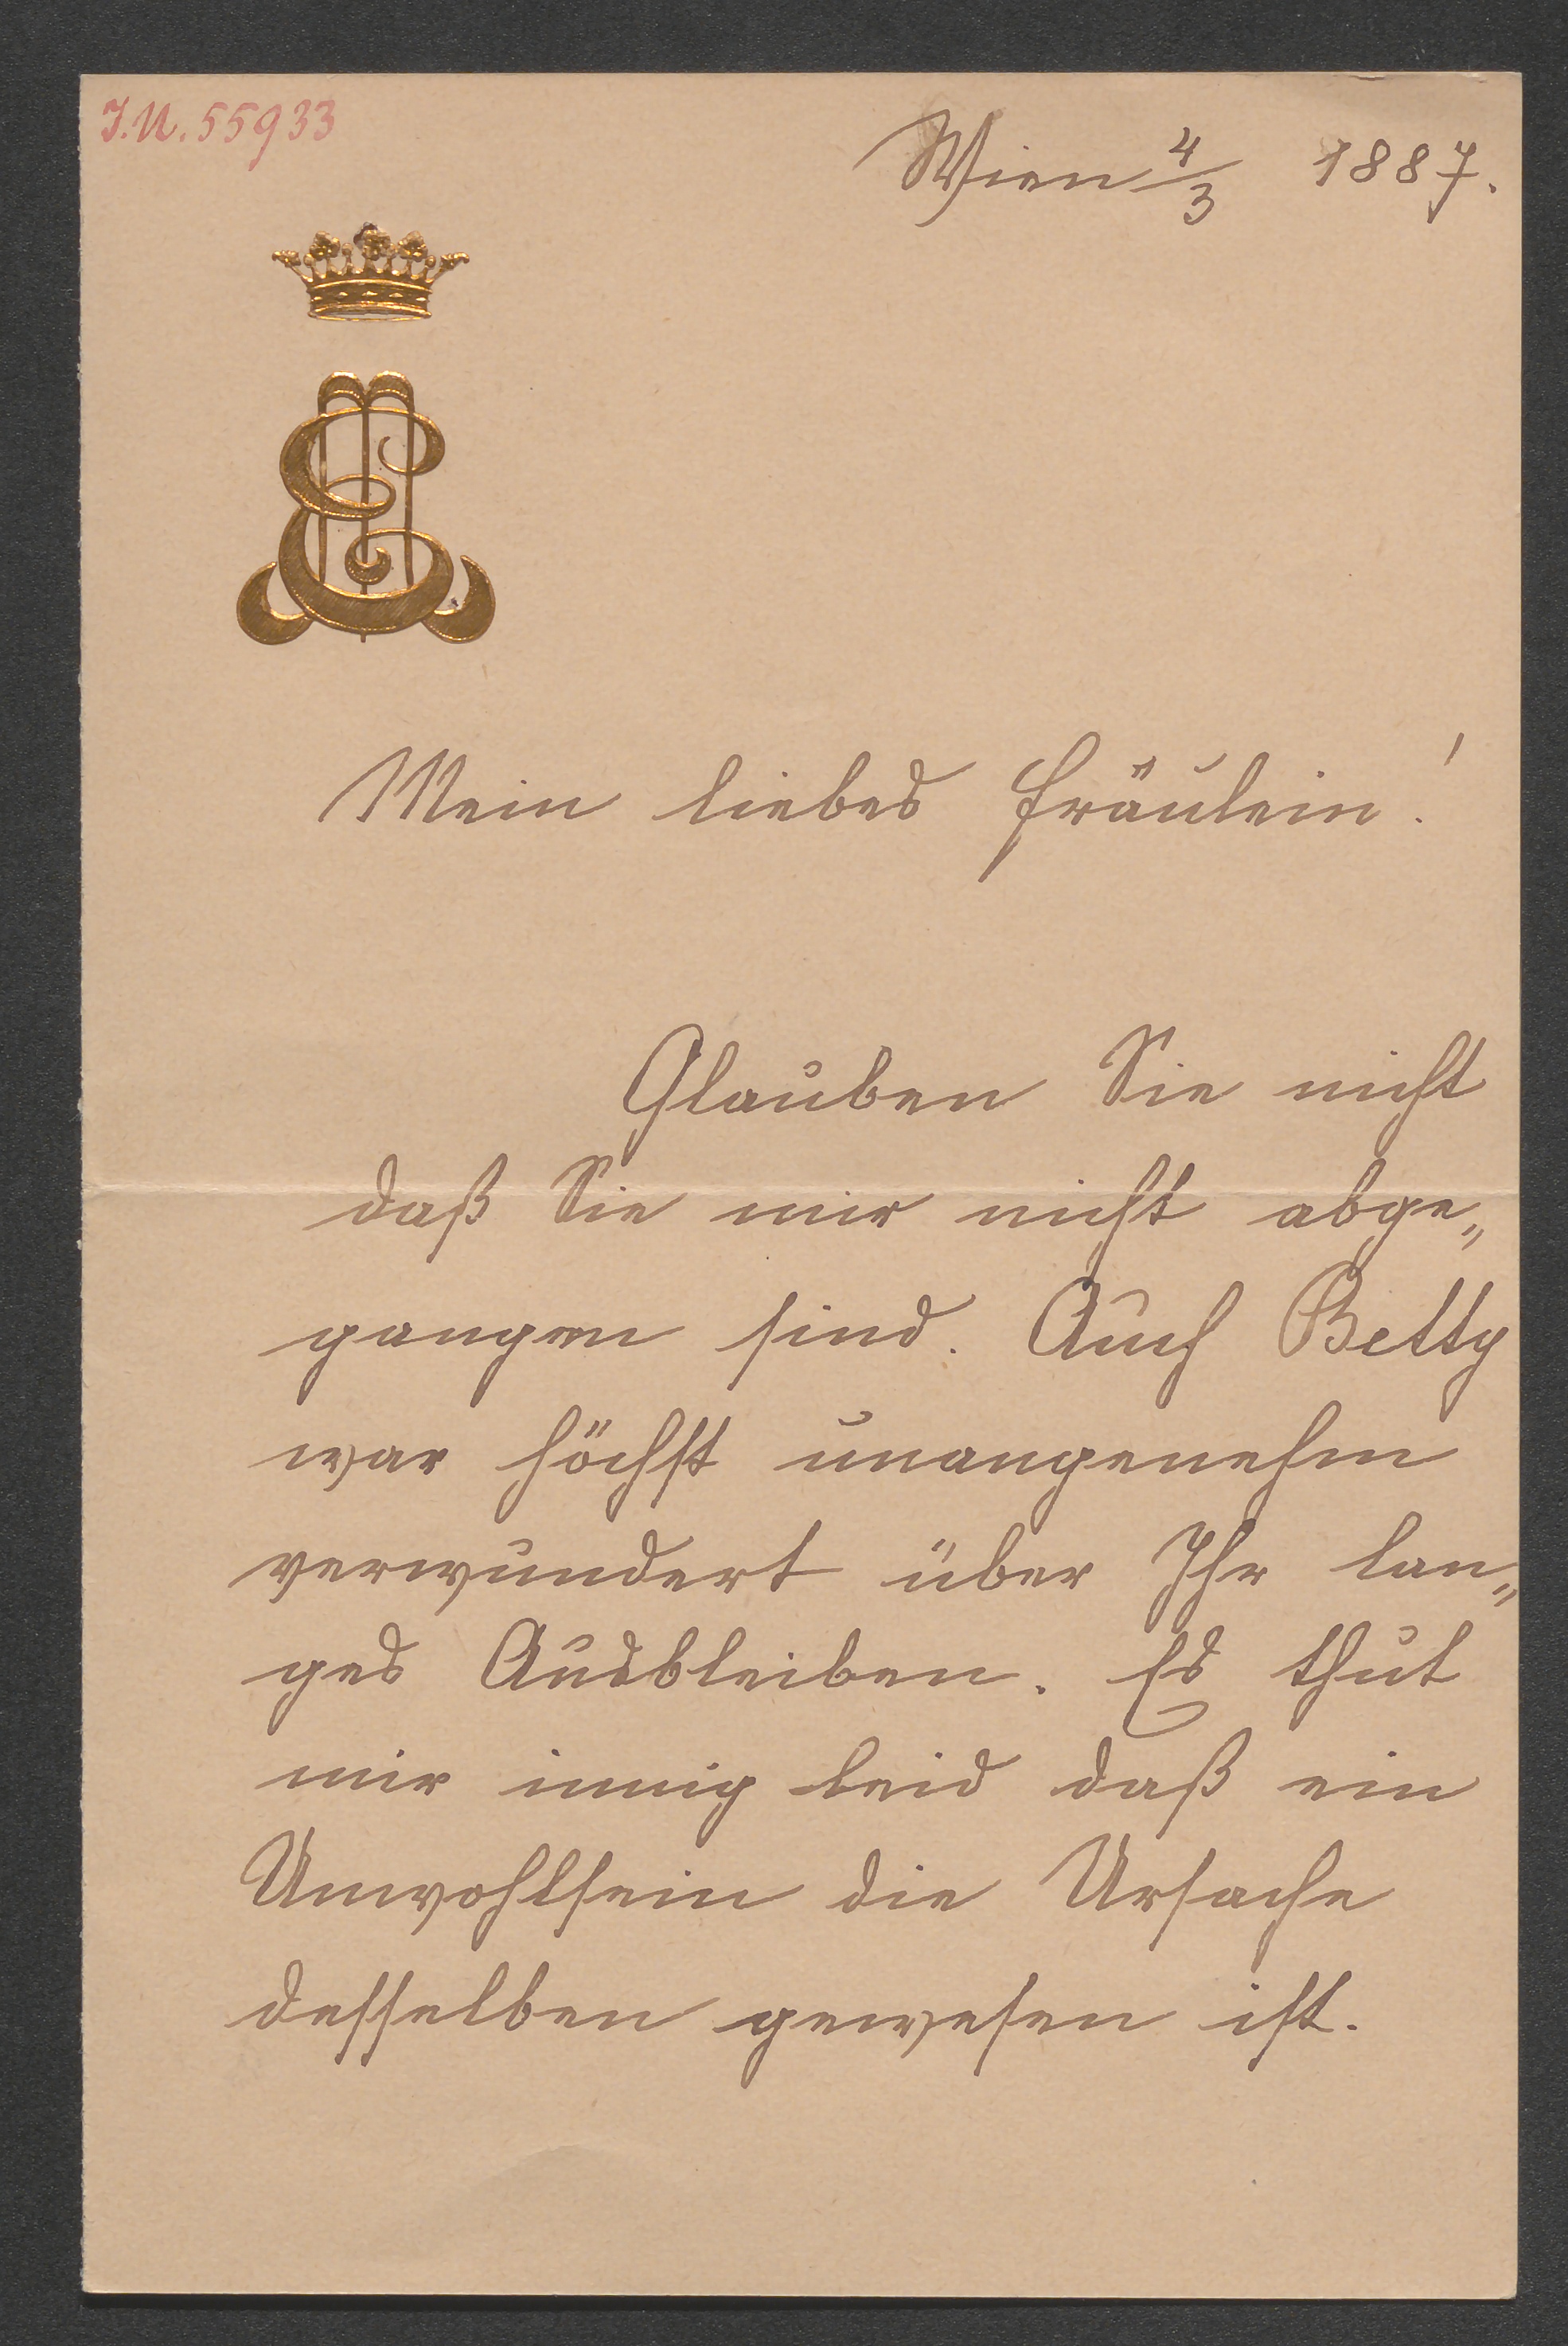 I.N. 55933
Wien 4/3 1887.
Mein liebes Fräulein!
Glauben Sie nicht
daß Sie mir nicht abge„
gangen sind. Auch Betty
war höchst unangenehm
verwundert über Ihr lan„
ges Ausbleiben. Es thut
mir innig leid daß ein
Unwohlsein die Ursache
desselben gewesen ist.